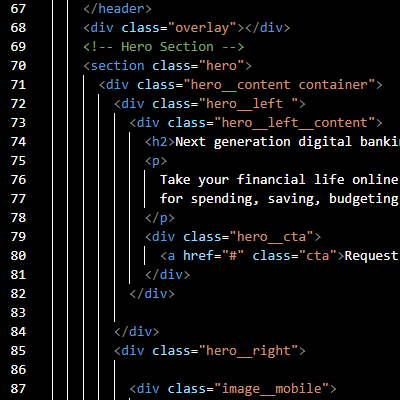 67 </header>
68 <div class="overlay"></div>
69 <!-- Hero Section -->
70 <section class="hero">
71 <div class="hero__content container">
72 <div class="hero__left ">
73 <div class="hero__left__content">
74 <h2>Next generation digital banki
75 <p>
76 Take your financial life online
77 for spending, saving, budgeting
78 </p>
79 <div class="hero__cta">
80 <a href="#" class="cta">Request
81 </div>
82 </div>
83
84 </div>
85 <div class="hero__right">
86
87 <div class="image__mobile">